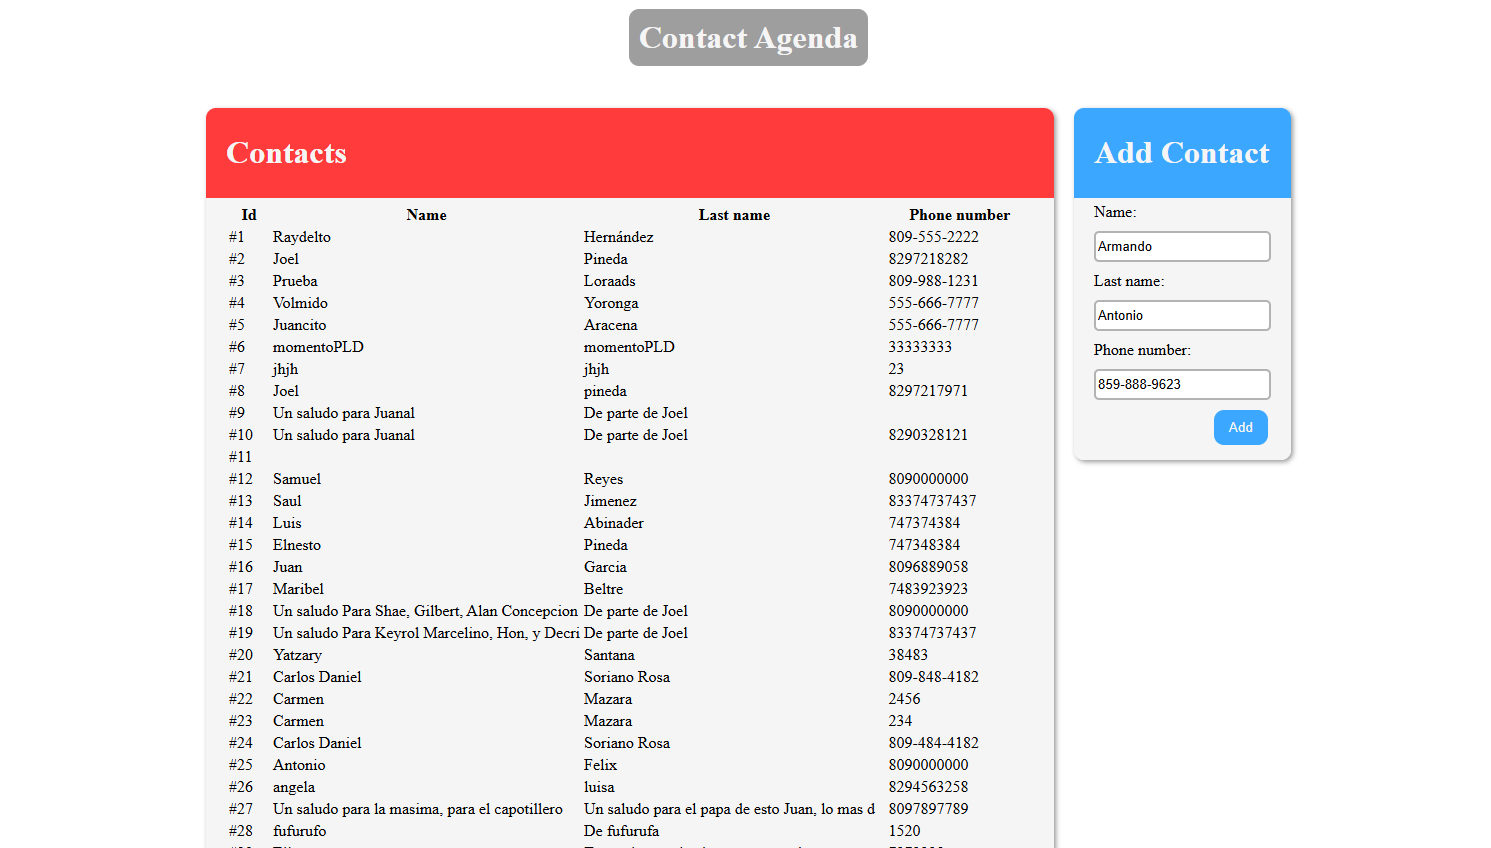 Contact Agenda
Contacts
Id Name Last name Phone number
#1 Raydelto Hernández 809-555-2222
#2 Joel Pineda 8297218282
#3 Prueba Loraads 809-988-1231
#4 Volmido Yoronga 555-666-7777
#5 Juancito Aracena 555-666-7777
#6 momentoPLD momentoPLD 33333333
#7 jhjh jhjh 23
#8 Joel pineda 8297217971
#9 Un saludo para Juanal De parte de Joel
#10 Un saludo para Juanal De parte de Joel 8290328121
#11
#12 Samuel Reyes 8090000000
#13 Saul Jimenez 83374737437
#14 Luis Abinader 747374384
#15 Elnesto Pineda 747348384
#16 Juan Garcia 8096889058
#17 Maribel Beltre 7483923923
#18 Un saludo Para Shae, Gilbert, Alan Concepcion De parte de Joel 8090000000
#19 Un saludo Para Keyrol Marcelino, Hon, y Decri De parte de Joel 83374737437
#20 Yatzary Santana 38483
#21 Carlos Daniel Soriano Rosa 809-848-4182
#22 Carmen Mazara 2456
#23 Carmen Mazara 234
#24 Carlos Daniel Soriano Rosa 809-484-4182
#25 Antonio Felix 8090000000
#26 angela luisa 8294563258
#27 Un saludo para la masima, para el capotillero Un saludo para el papa de esto Juan, lo mas d 8097897789
#28 fufurufo De fufurufa 1520
Add Contact
Name:
Armando
Last name:
Antonio
Phone number:
859-888-9623
Add